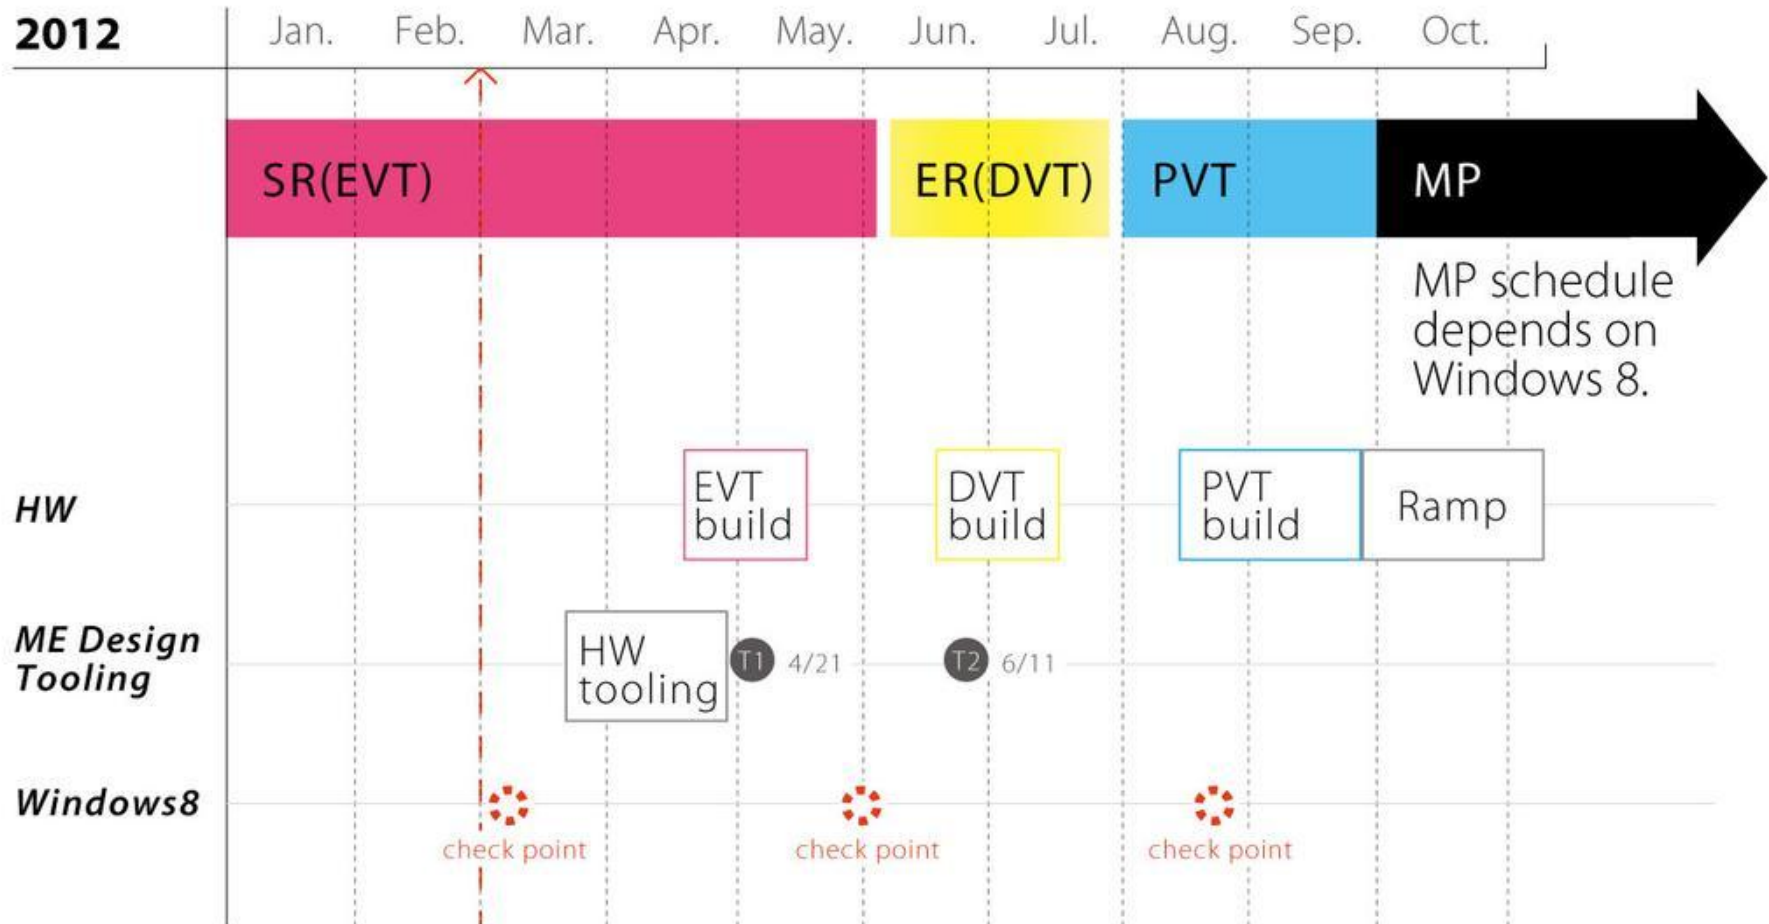 2012 Jan. Feb. Mar. Apr. May. Jun. Jul. Aug. Sep. Oct.
SR(EVT) ER(DVT) PVT MP
MP schedule
depends on
Windows 8.
HW
EVT
build
DVT
build
PVT
build
Ramp
ME Design
Tooling
HW
tooling
T1 4/21
T2 6/11
Windows8
check point
check point
check point